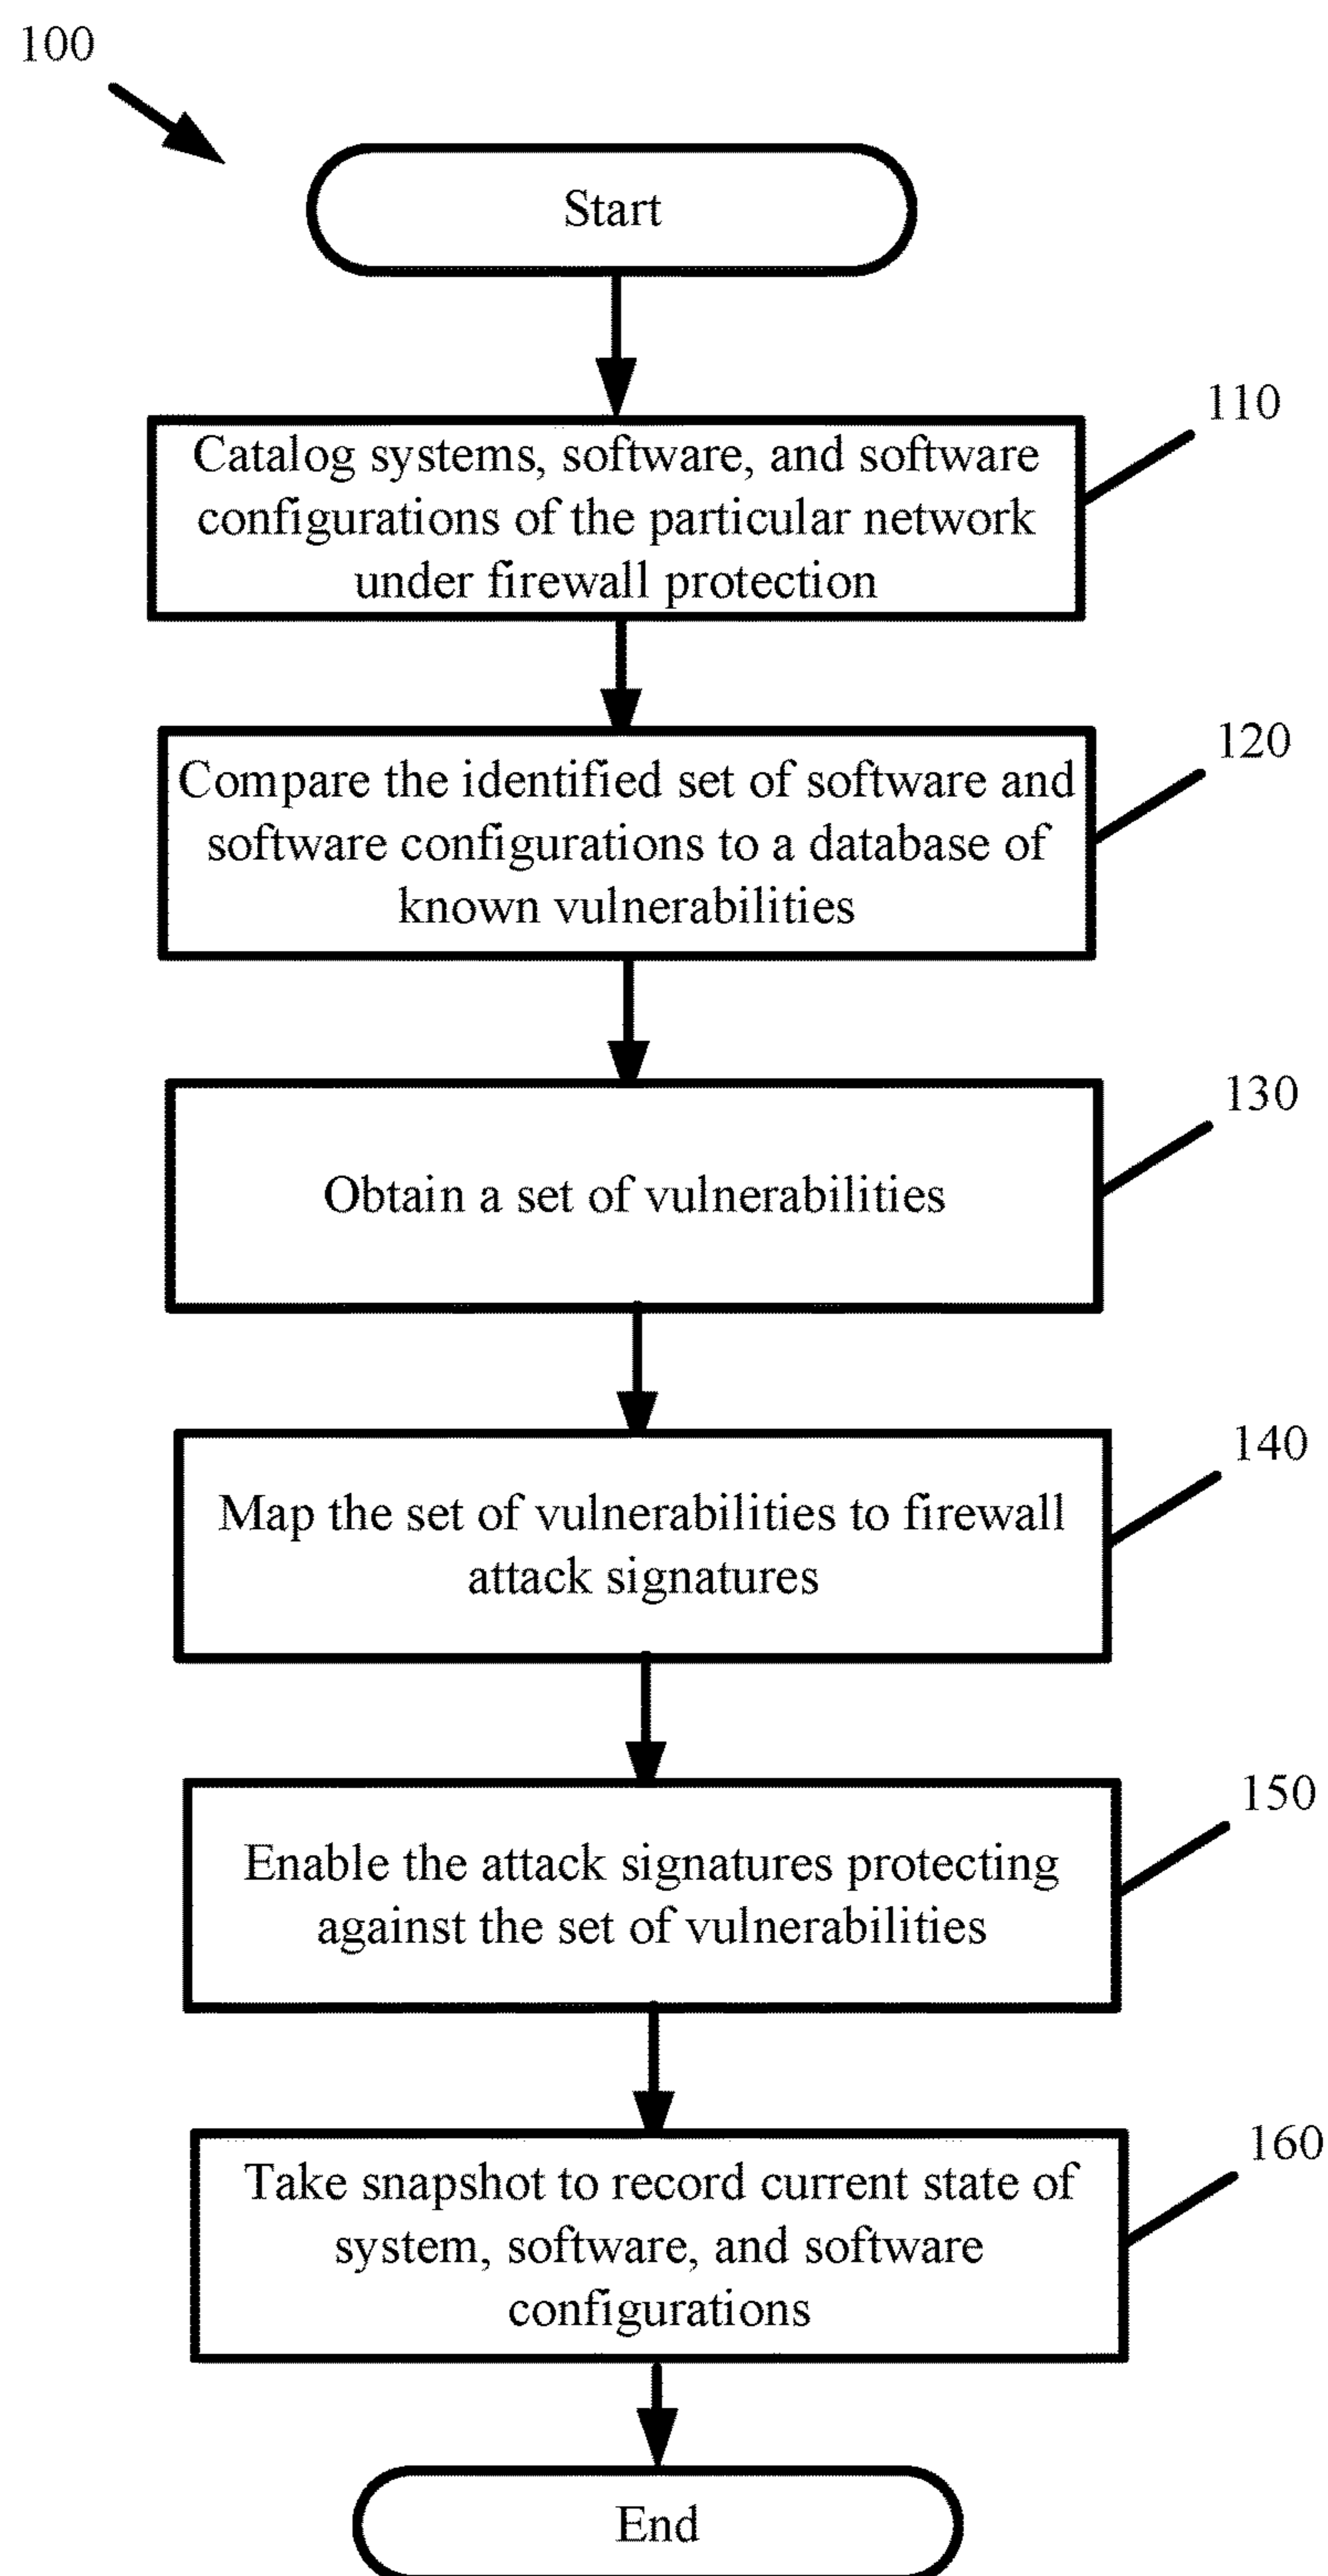 100
Start
110
Catalog systems, software, and software
configurations of the particular network
under firewall protection
120
Compare the identified set of software and
software configurations to a database of
known vulnerabilities
130
Obtain a set of vulnerabilities
140
Map the set of vulnerabilities to firewall
attack signatures
150
Enable the attack signatures protecting
against the set of vulnerabilities
160
Take snapshot to record current state of
system, software, and software
configurations
End